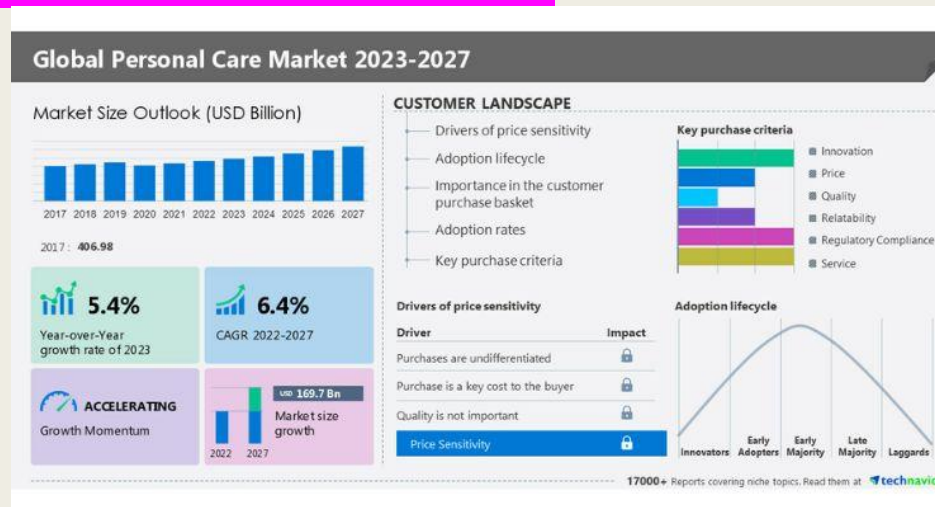 Global Personal Care Market 2023-2027
Market Size Outlook (USD Billion)
2017 2018 2019 2020 2021 2022 2023 2024 2025 2026 2027
2017 : 406.98
5.4%
Year-over-Year
growth rate of 2023
6.4%
CAGR 2022-2027
ACCELERATING
Growth Momentum
USD 169.7 Bn
Market size
growth
2022 2027
CUSTOMER LANDSCAPE
Drivers of price sensitivity
Adoption lifecycle
Importance in the customer
purchase basket
Adoption rates
Key purchase criteria
Key purchase criteria
Innovation
Price
Quality
Relatability
Regulatory Compliance
Service
Drivers of price sensitivity
Driver Impact
Purchases are undifferentiated
Purchase is a key cost to the buyer
Quality is not important
Price Sensitivity
Adoption lifecycle
Innovators
Early
Adopters
Early
Majority
Late
Majority
Laggards
17000+ Reports covering niche topics. Read them at technavio